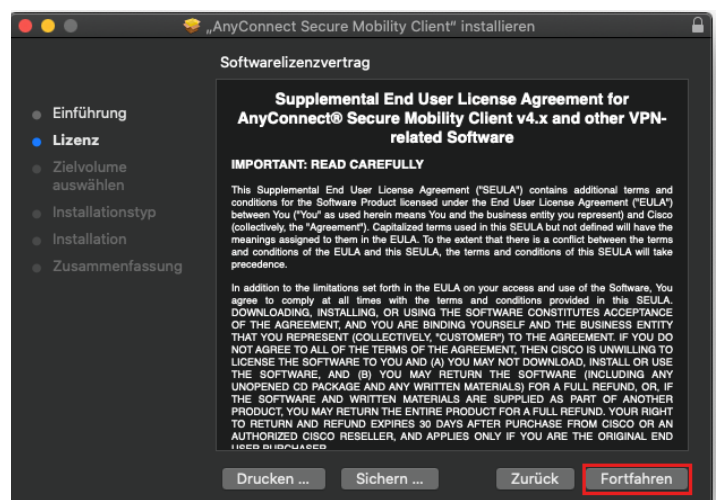 „AnyConnect Secure Mobility Client“ installieren
Softwarelizenzvertrag
Einführung
Lizenz
Zielvolume
auswählen
Installationstyp
Installation
Zusammenfassung
Supplemental End User License Agreement for
AnyConnect® Secure Mobility Client v4.x and other VPN-
related Software
IMPORTANT: READ CAREFULLY
This Supplemental End User License Agreement ("SEULA") contains additional terms and
conditions for the Software Product licensed under the End User License Agreement ("EULA")
between You ("You" as used herein means You and the business entity you represent) and Cisco
(collectively, the "Agreement"). Capitalized terms used in this SEULA but not defined will have the
meanings assigned to them in the EULA. To the extent that there is a conflict between the terms
and conditions of the EULA and this SEULA, the terms and conditions of this SEULA will take
precedence.
In addition to the limitations set forth in the EULA on your access and use of the Software, You
agree to comply at all times with the terms and conditions provided in this SEULA.
DOWNLOADING, INSTALLING, OR USING THE SOFTWARE CONSTITUTES ACCEPTANCE
OF THE AGREEMENT, AND YOU ARE BINDING YOURSELF AND THE BUSINESS ENTITY
THAT YOU REPRESENT (COLLECTIVELY, "CUSTOMER") TO THE AGREEMENT. IF YOU DO
NOT AGREE TO ALL OF THE TERMS OF THE AGREEMENT, THEN CISCO IS UNWILLING TO
LICENSE THE SOFTWARE TO YOU AND (A) YOU MAY NOT DOWNLOAD, INSTALL OR USE
THE SOFTWARE, AND (B) YOU MAY RETURN THE SOFTWARE (INCLUDING ANY
UNOPENED CD PACKAGE AND ANY WRITTEN MATERIALS) FOR A FULL REFUND, OR, IF
THE SOFTWARE AND WRITTEN MATERIALS ARE SUPPLIED AS PART OF ANOTHER
PRODUCT, YOU MAY RETURN THE ENTIRE PRODUCT FOR A FULL REFUND. YOUR RIGHT
TO RETURN AND REFUND EXPIRES 30 DAYS AFTER PURCHASE FROM CISCO OR AN
AUTHORIZED CISCO RESELLER, AND APPLIES ONLY IF YOU ARE THE ORIGINAL END
USER PURCHASER
Drucken ...
Sichern ...
Zurück
Fortfahren